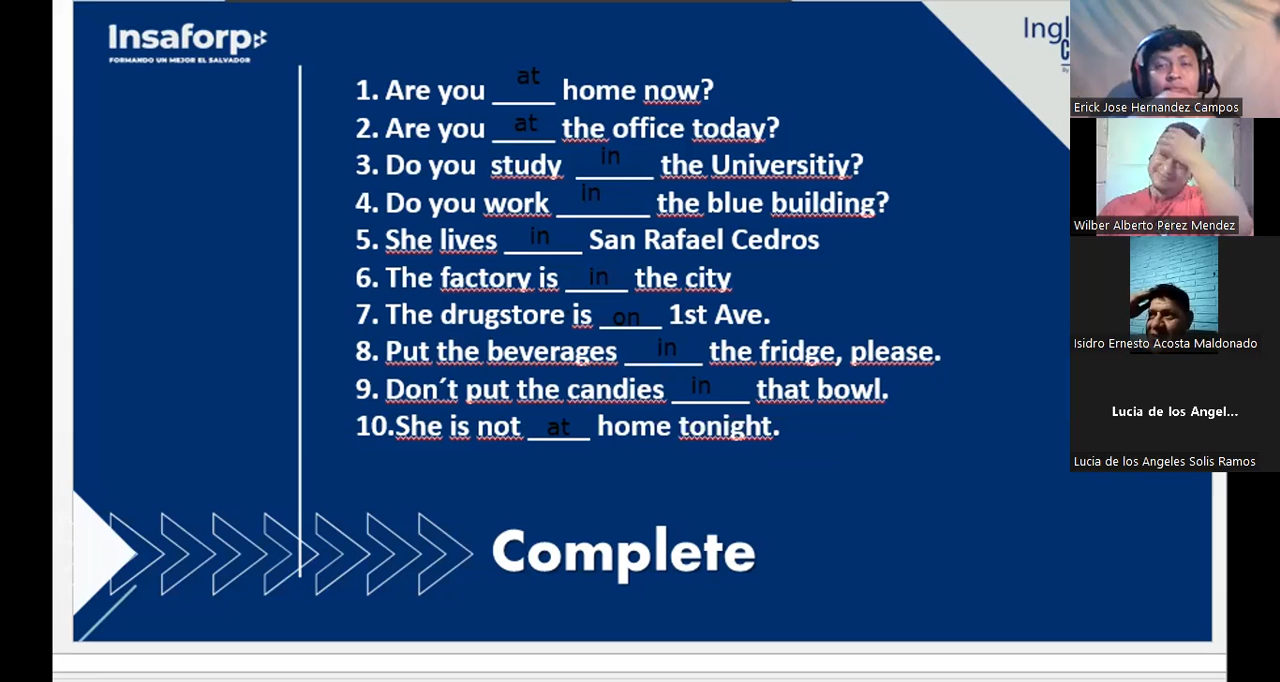 Insaforp
FORMANDO UN MEJOR EL SALVADOR
Ingl
1. Are you at home now?
2. Are you at the office today?
3. Do you study in the Universitiy?
4. Do you work in the blue building?
5. She lives in San Rafael Cedros
6. The factory is in the city
7. The drugstore is on 1st Ave.
8. Put the beverages in the fridge, please.
9. Don´t put the candies in that bowl.
10.She is not at home tonight.
Complete
Erick Jose Hernandez Campos
Wilber Alberto Perez Mendez
Isidro Ernesto Acosta Maldonado
Lucia de los Angel...
Lucia de los Angeles Solis Ramos